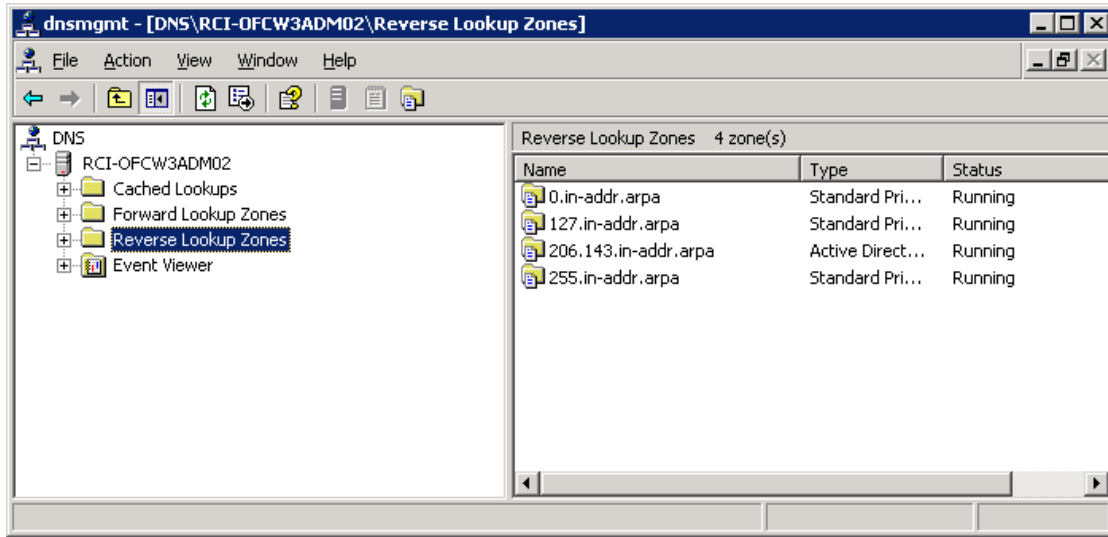 dnsmgmt - [DNS\RCI-OFCW3ADM02\Reverse Lookup Zones]
File Action View Window Help
DNS
RCI-OFCW3ADM02
Cached Lookups
Forward Lookup Zones
Reverse Lookup Zones
Event Viewer
Reverse Lookup Zones 4 zone(s)
Name Type Status
0.in-addr.arpa Standard Pri... Running
127.in-addr.arpa Standard Pri... Running
206.143.in-addr.arpa Active Direct... Running
255.in-addr.arpa Standard Pri... Running